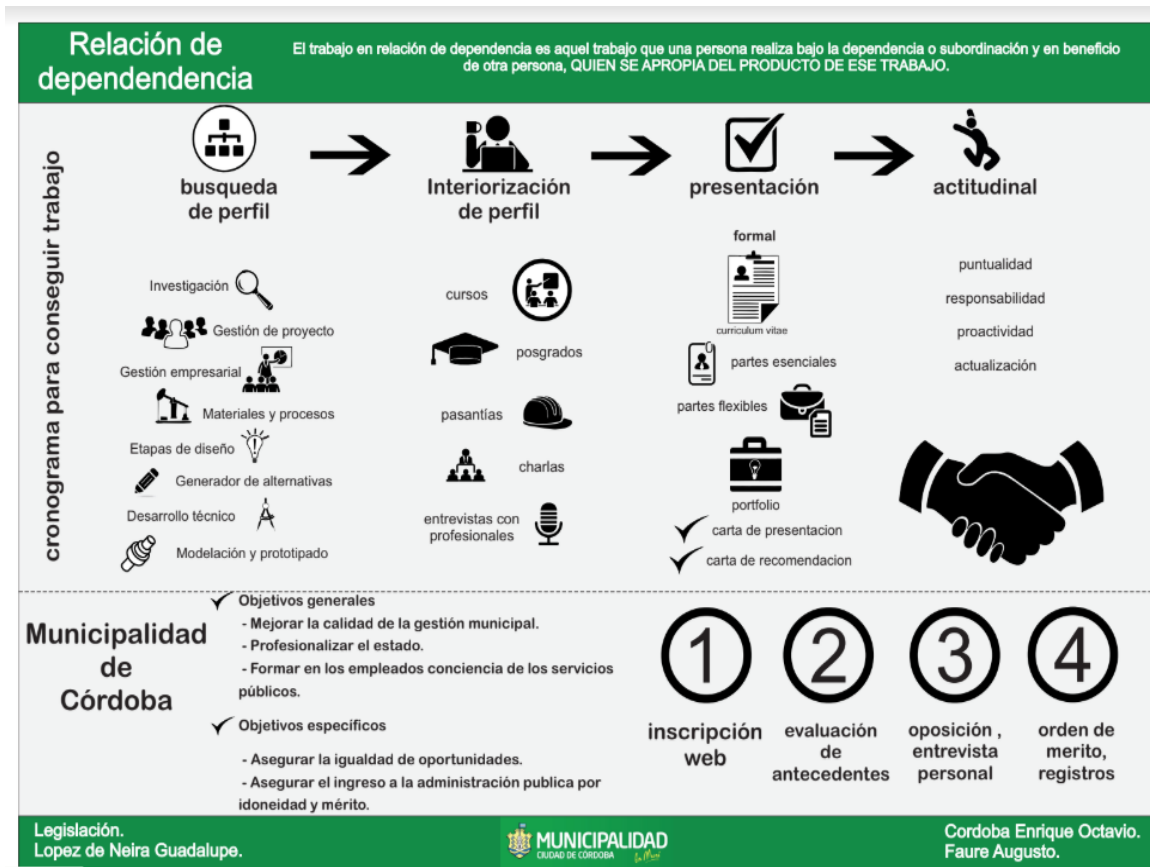 Relación de
dependendencia
El trabajo en relación de dependencia es aquel trabajo que una persona realiza bajo la dependencia o subordinación y en beneficio
de otra persona, QUIEN SE APROPIA DEL PRODUCTO DE ESE TRABAJO.
cronograma para conseguir trabajo
busqueda
de perfil
Investigación
Gestión de proyecto
Gestión empresarial
Materiales y procesos
Etapas de diseño
Generador de alternativas
Desarrollo técnico
Modelación y prototipado
Interiorización
de perfil
cursos
posgrados
pasantías
charlas
entrevistas con
profesionales
presentación
formal
curriculum vitae
partes esenciales
partes flexibles
portfolio
carta de presentacion
carta de recomendacion
actitudinal
puntualidad
responsabilidad
proactividad
actualización
Municipalidad
de
Córdoba
Objetivos generales
- Mejorar la calidad de la gestión municipal.
- Profesionalizar el estado.
- Formar en los empleados conciencia de los servicios
públicos.
Objetivos específicos
- Asegurar la igualdad de oportunidades.
- Asegurar el ingreso a la administración publica por
idoneidad y mérito.
1
inscripción
web
2
evaluación
de
antecedentes
3
oposición ,
entrevista
personal
4
orden de
merito,
registros
Legislación.
Lopez de Neira Guadalupe.
MUNICIPALIDAD
CIUDAD DE CÓRDOBA
la Muni
Cordoba Enrique Octavio.
Faure Augusto.